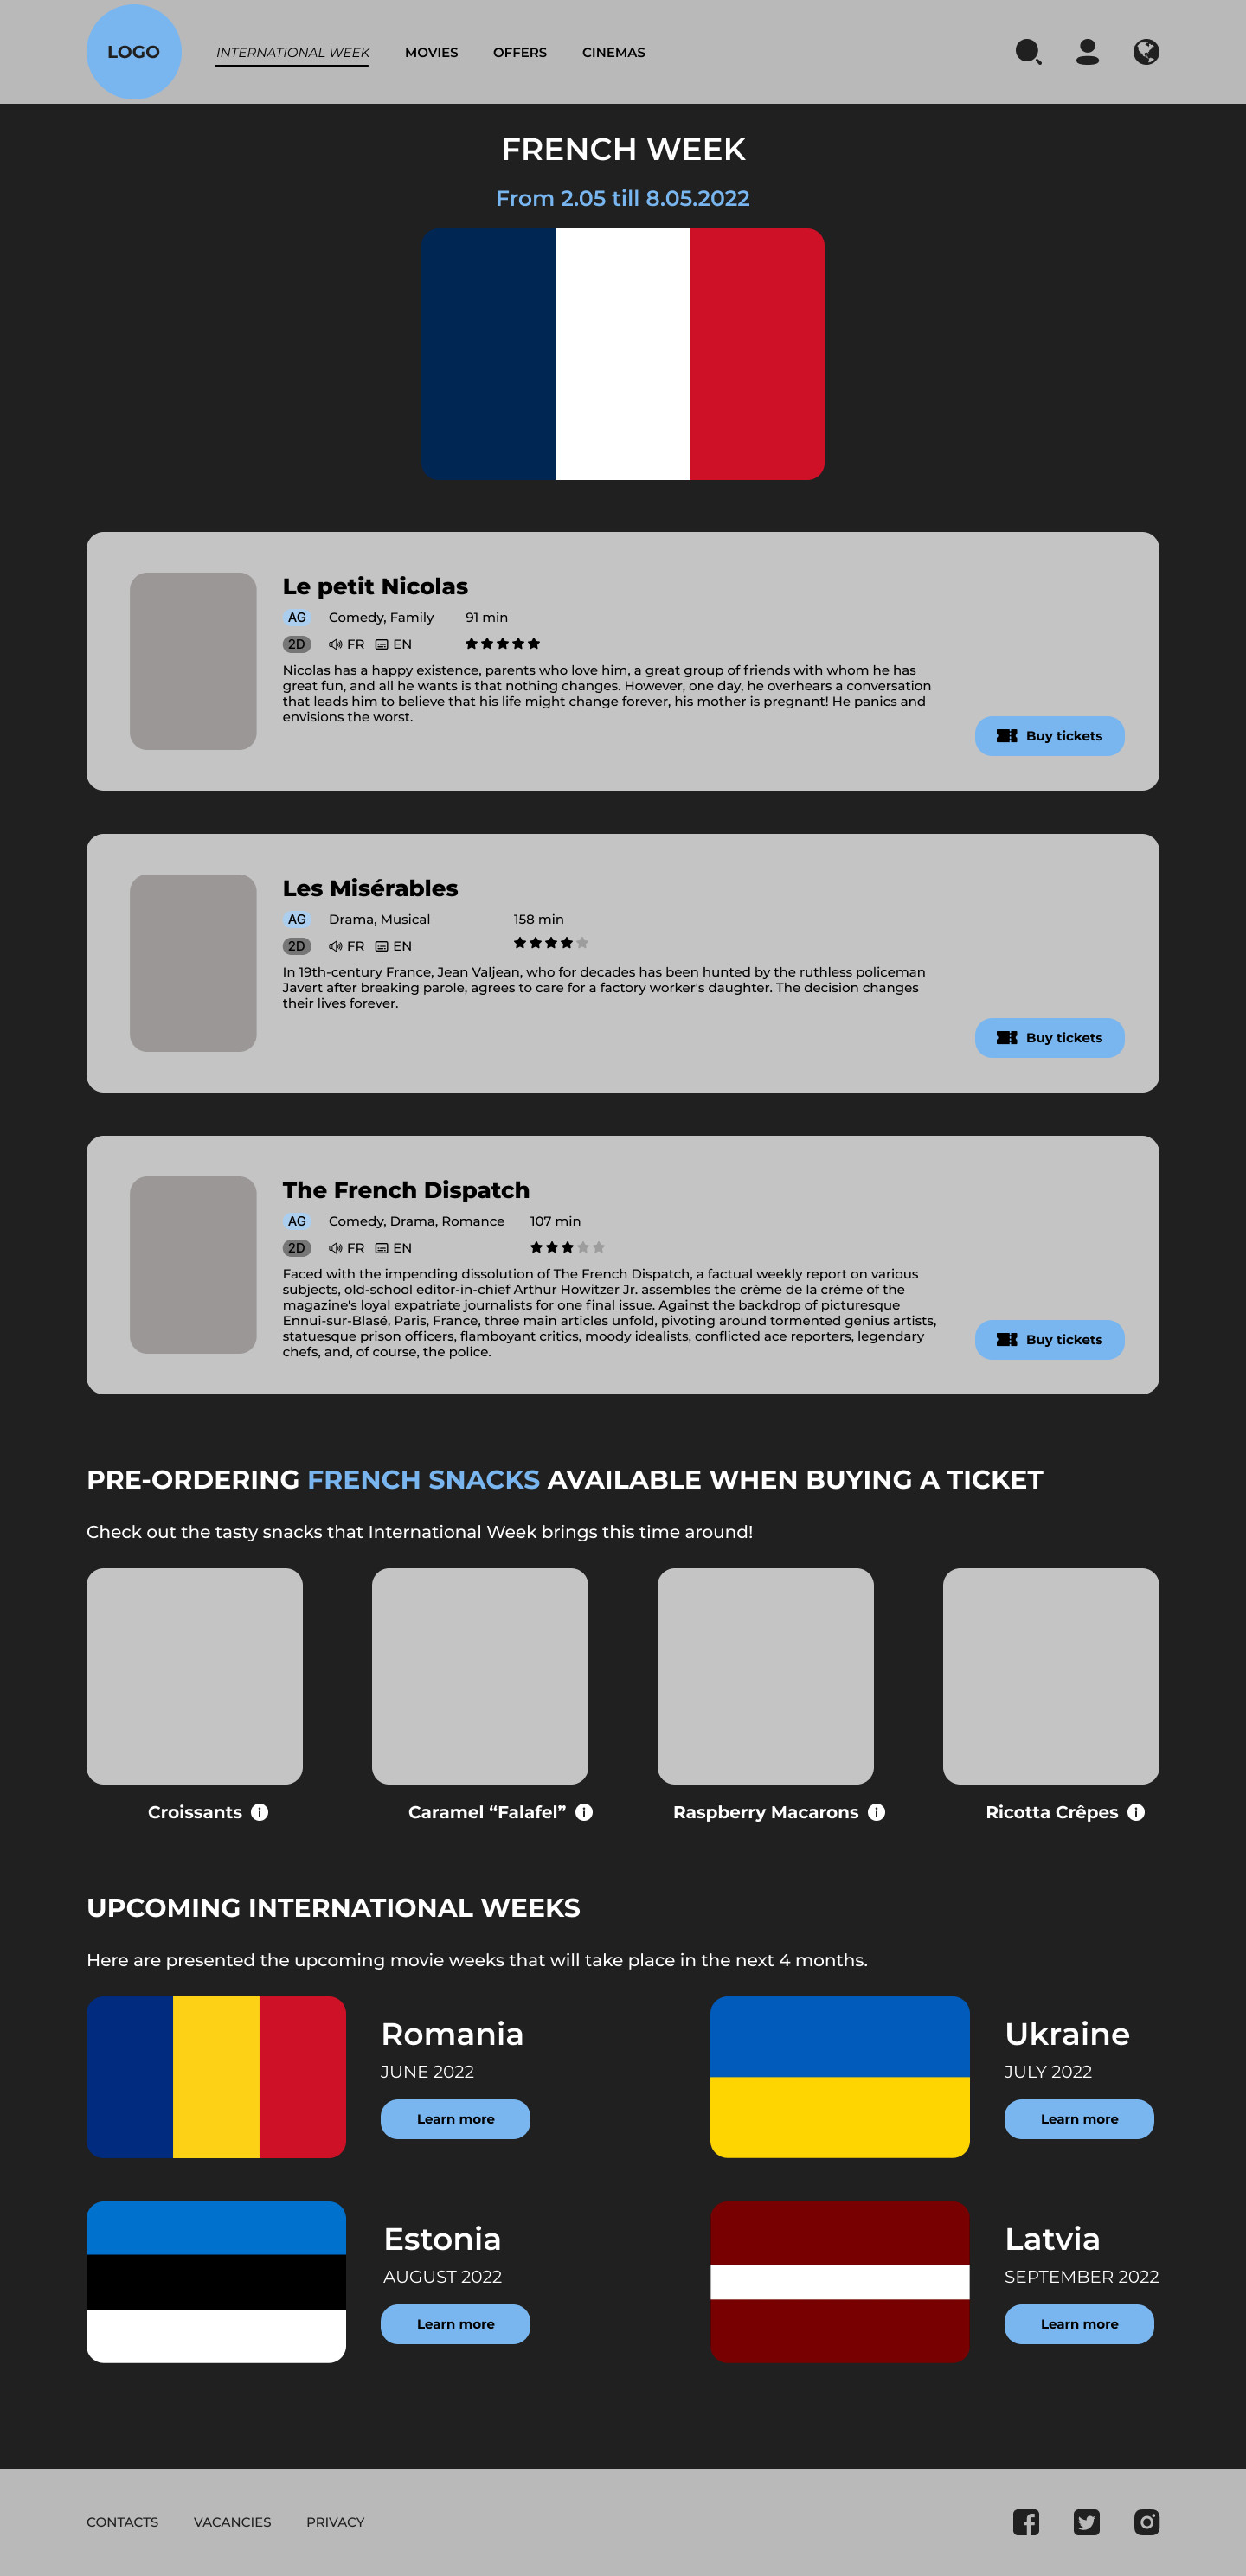 LOGO
INTERNATIONAL WEEK
MOVIES
OFFERS
CINEMAS
FRENCH WEEK
From 2.05 till 8.05.2022
Le petit Nicolas
AG Comedy, Family 91 min
2D FR EN
Nicolas has a happy existence, parents who love him, a great group of friends with whom he has
great fun, and all he wants is that nothing changes. However, one day, he overhears a conversation
that leads him to believe that his life might change forever, his mother is pregnant! He panics and
envisions the worst.
Buy tickets
Les Misérables
AG Drama, Musical 158 min
2D FR EN
In 19th-century France, Jean Valjean, who for decades has been hunted by the ruthless policeman
Javert after breaking parole, agrees to care for a factory worker's daughter. The decision changes
their lives forever.
Buy tickets
The French Dispatch
AG Comedy, Drama, Romance 107 min
2D FR EN
Faced with the impending dissolution of The French Dispatch, a factual weekly report on various
subjects, old-school editor-in-chief Arthur Howitzer Jr. assembles the crème de la crème of the
magazine's loyal expatriate journalists for one final issue. Against the backdrop of picturesque
Ennui-sur-Blasé, Paris, France, three main articles unfold, pivoting around tormented genius artists,
statuesque prison officers, flamboyant critics, moody idealists, conflicted ace reporters, legendary
chefs, and, of course, the police.
Buy tickets
PRE-ORDERING FRENCH SNACKS AVAILABLE WHEN BUYING A TICKET
Check out the tasty snacks that International Week brings this time around!
Croissants
Caramel “Falafel”
Raspberry Macarons
Ricotta Crêpes
UPCOMING INTERNATIONAL WEEKS
Here are presented the upcoming movie weeks that will take place in the next 4 months.
Romania
JUNE 2022
Learn more
Ukraine
JULY 2022
Learn more
Estonia
AUGUST 2022
Learn more
Latvia
SEPTEMBER 2022
Learn more
CONTACTS
VACANCIES
PRIVACY